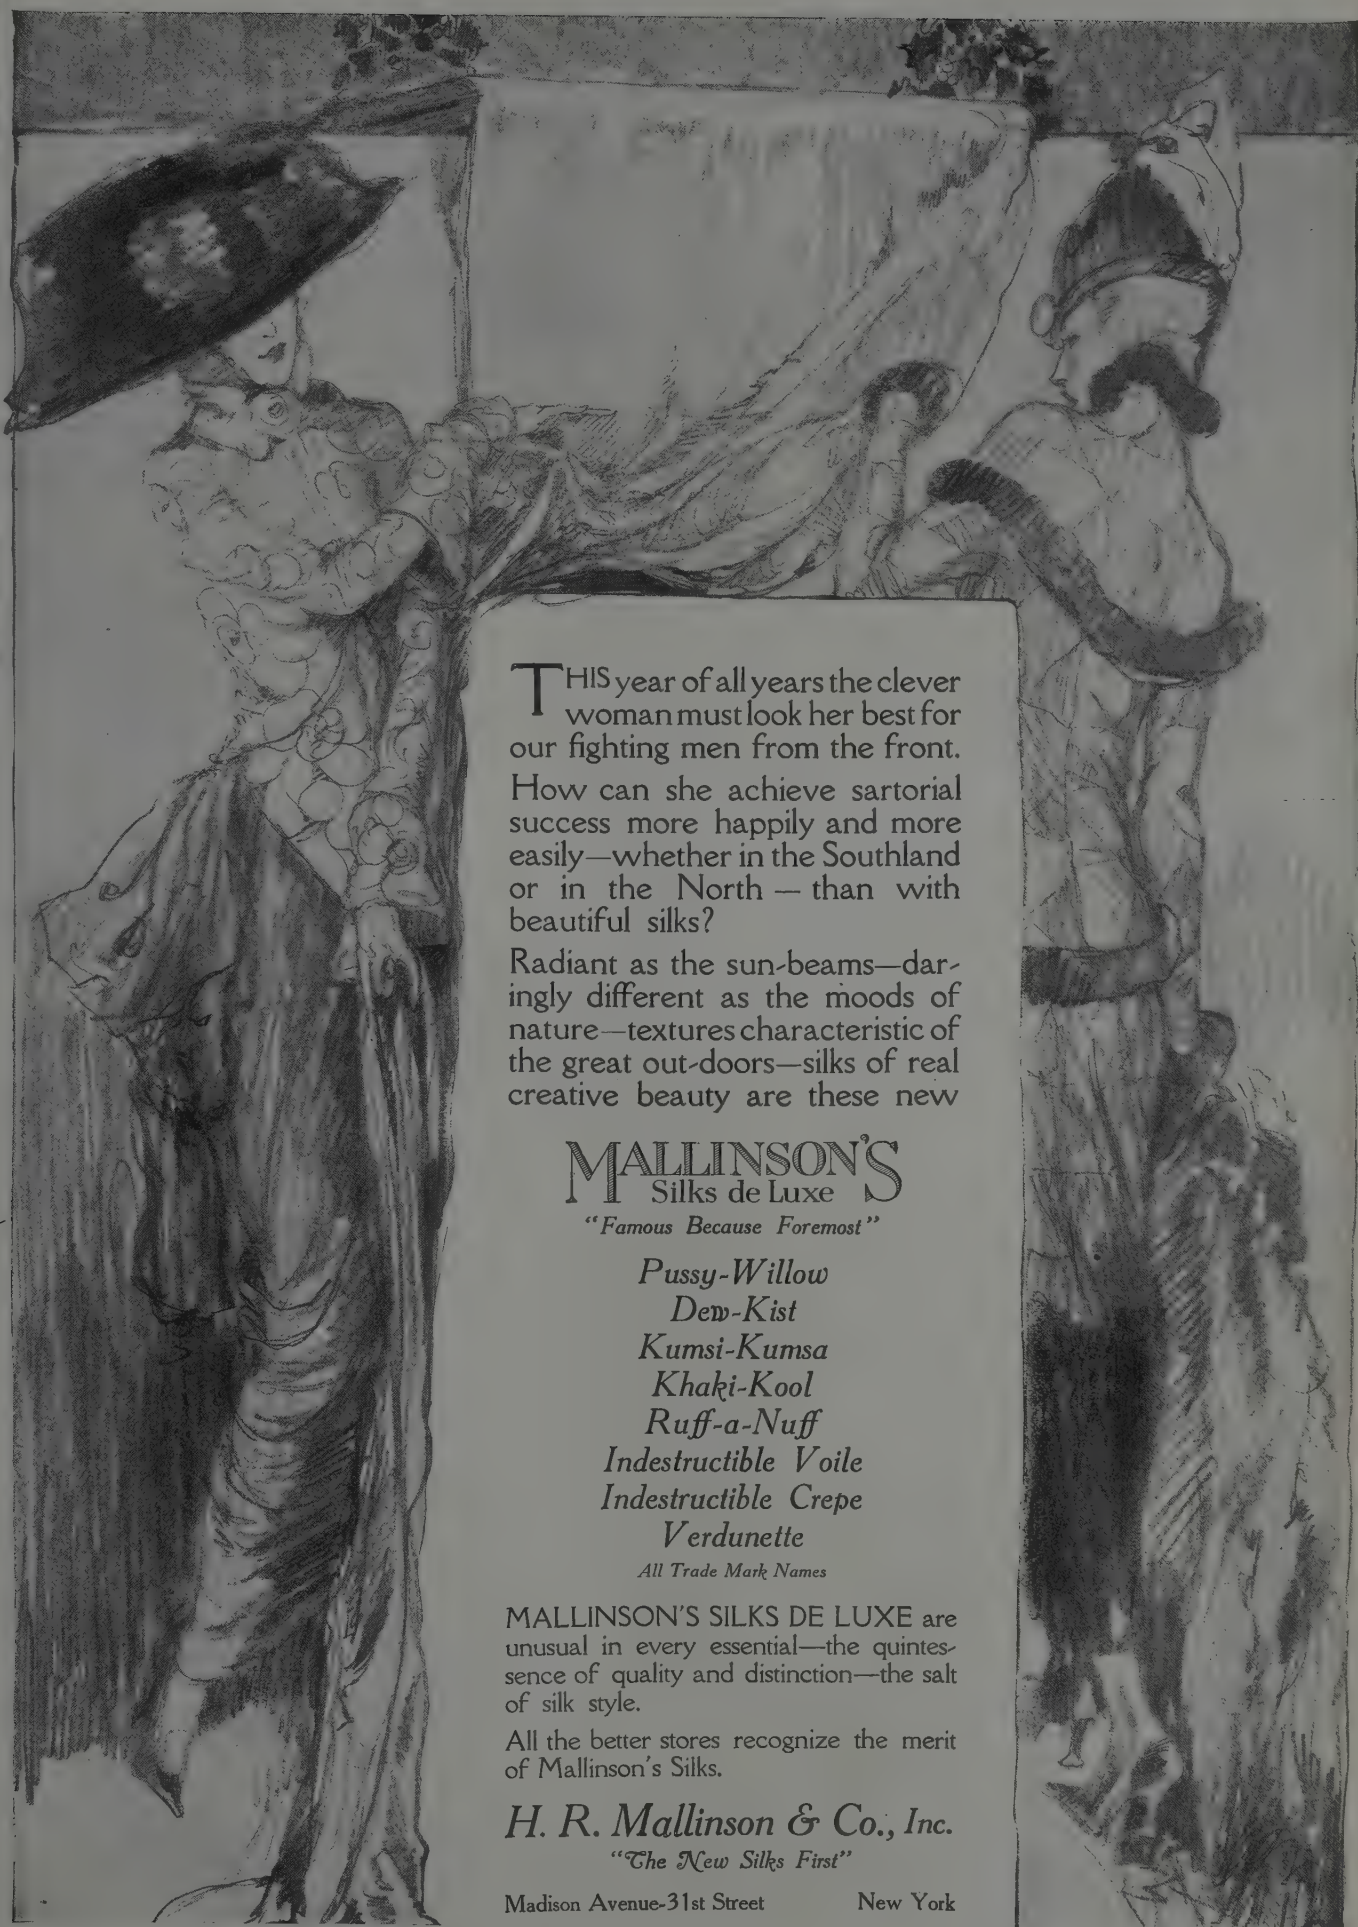 THIS year of all years the clever
woman must look her best for
our fighting men from the front.
How can she achieve sartorial
success more happily and more
easily—whether in the Southland
or in the North — than with
beautiful silks?
Radiant as the sun-beams—dar-
ingly different as the moods of
nature—textures characteristic of
the great out-doors—silks of real
creative beauty are these new
MALLINSON'S
Silks de Luxe
“Famous Because Foremost”
Pussy-Willow
Dew-Kist
Kumsi-Kumsa
Khaki-Kool
Ruff-a-Nuff
Indestructible Voile
Indestructible Crepe
Verdunette
All Trade Mark Names
MALLINSON'S SILKS DE LUXE are
unusual in every essential—the quintes-
sence of quality and distinction—the salt
of silk style.
All the better stores recognize the merit
of Mallinson's Silks.
H. R. Mallinson & Co., Inc.
“The New Silks First”
Madison Avenue-31st Street New York